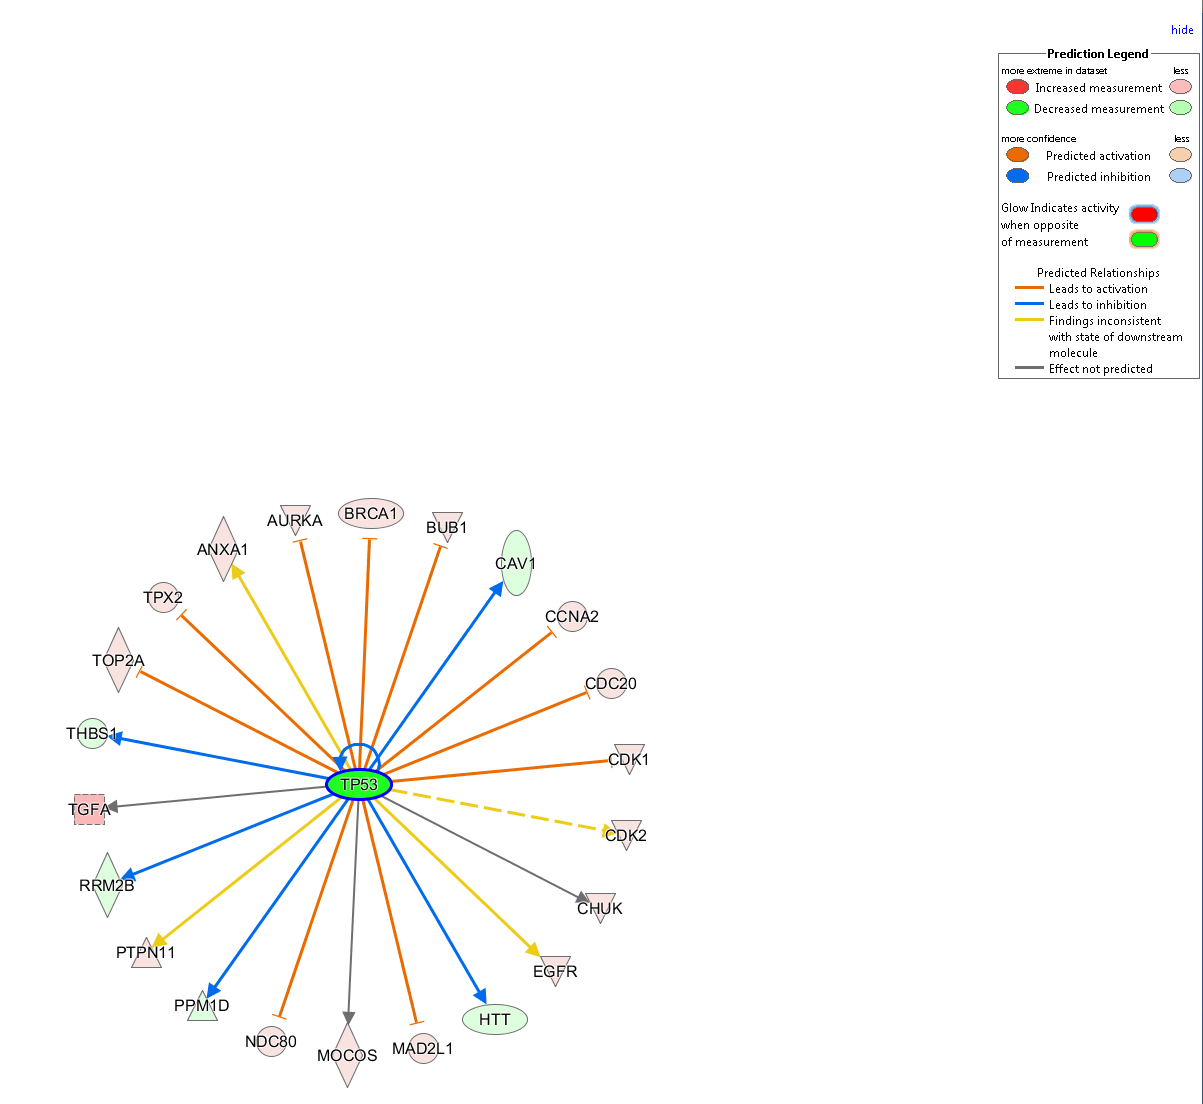 hide
Prediction Legend
more extreme in dataset less
Increased measurement
Decreased measurement
more confidence less
Predicted activation
Predicted inhibition
Glow Indicates activity
when opposite
of measurement
Predicted Relationships
Leads to activation
Leads to inhibition
Findings inconsistent
with state of downstream
molecule
Effect not predicted
BRCA1
AURKA
BUB1
ANXA1
CAV1
TPX2
CCNA2
TOP2A
CDC20
THBS1
CDK1
TP53
TGFA
CDK2
RRM2B
CHUK
PTPN11
EGFR
PPM1D
HTT
NDC80
MAD2L1
MOCOS